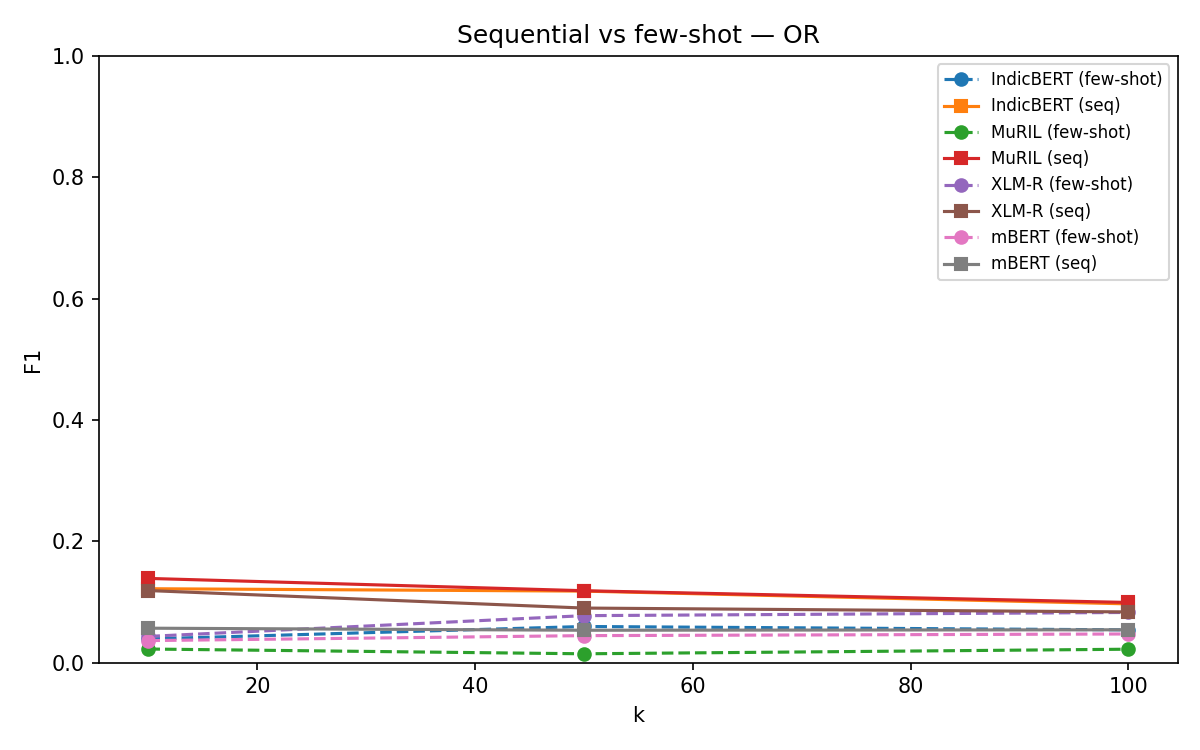 Sequential vs few-shot — OR
1.0
0.8
0.6
0.4
0.2
0.0
F1
20
40
60
80
100
k
IndicBERT (few-shot)
IndicBERT (seq)
MuRIL (few-shot)
MuRIL (seq)
XLM-R (few-shot)
XLM-R (seq)
mBERT (few-shot)
mBERT (seq)